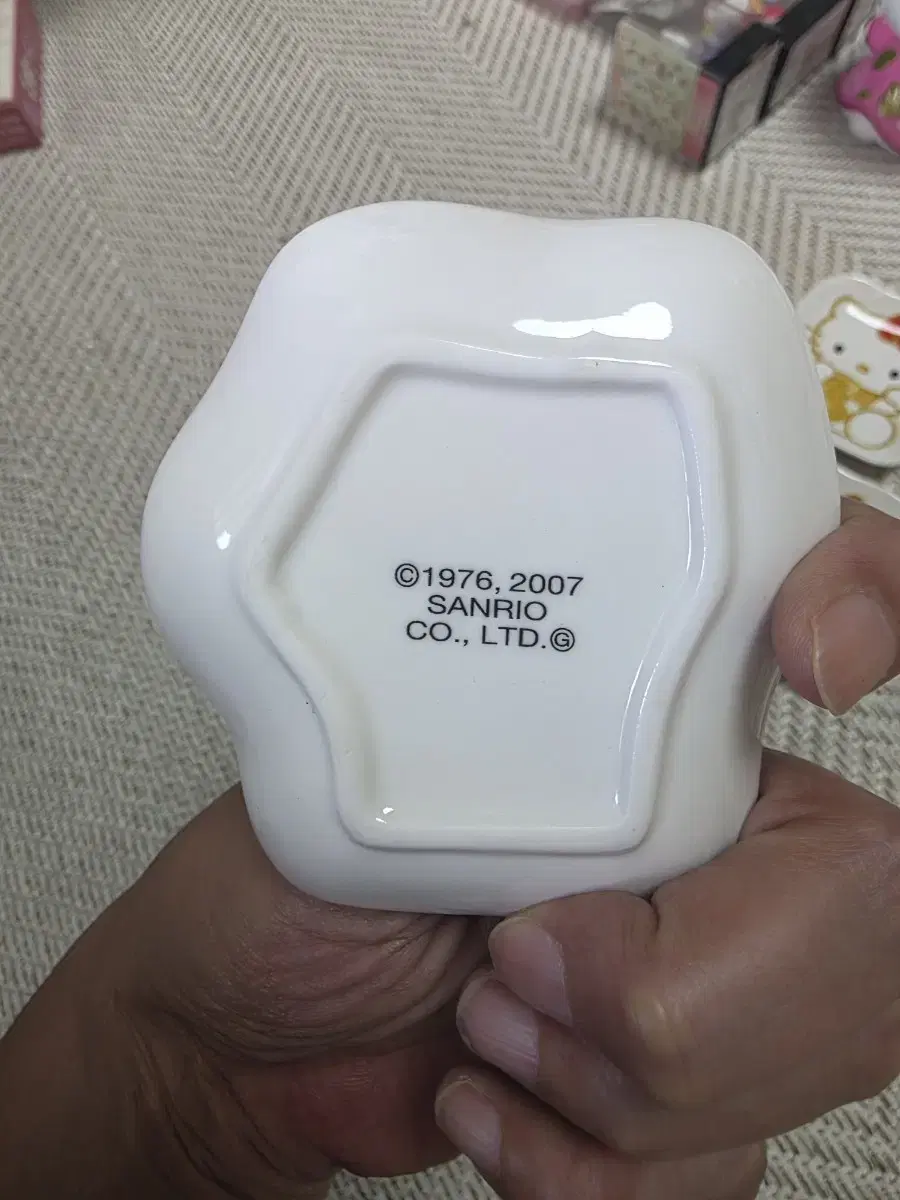 ©1976, 2007
SANRIO
CO., LTD.Ⓖ